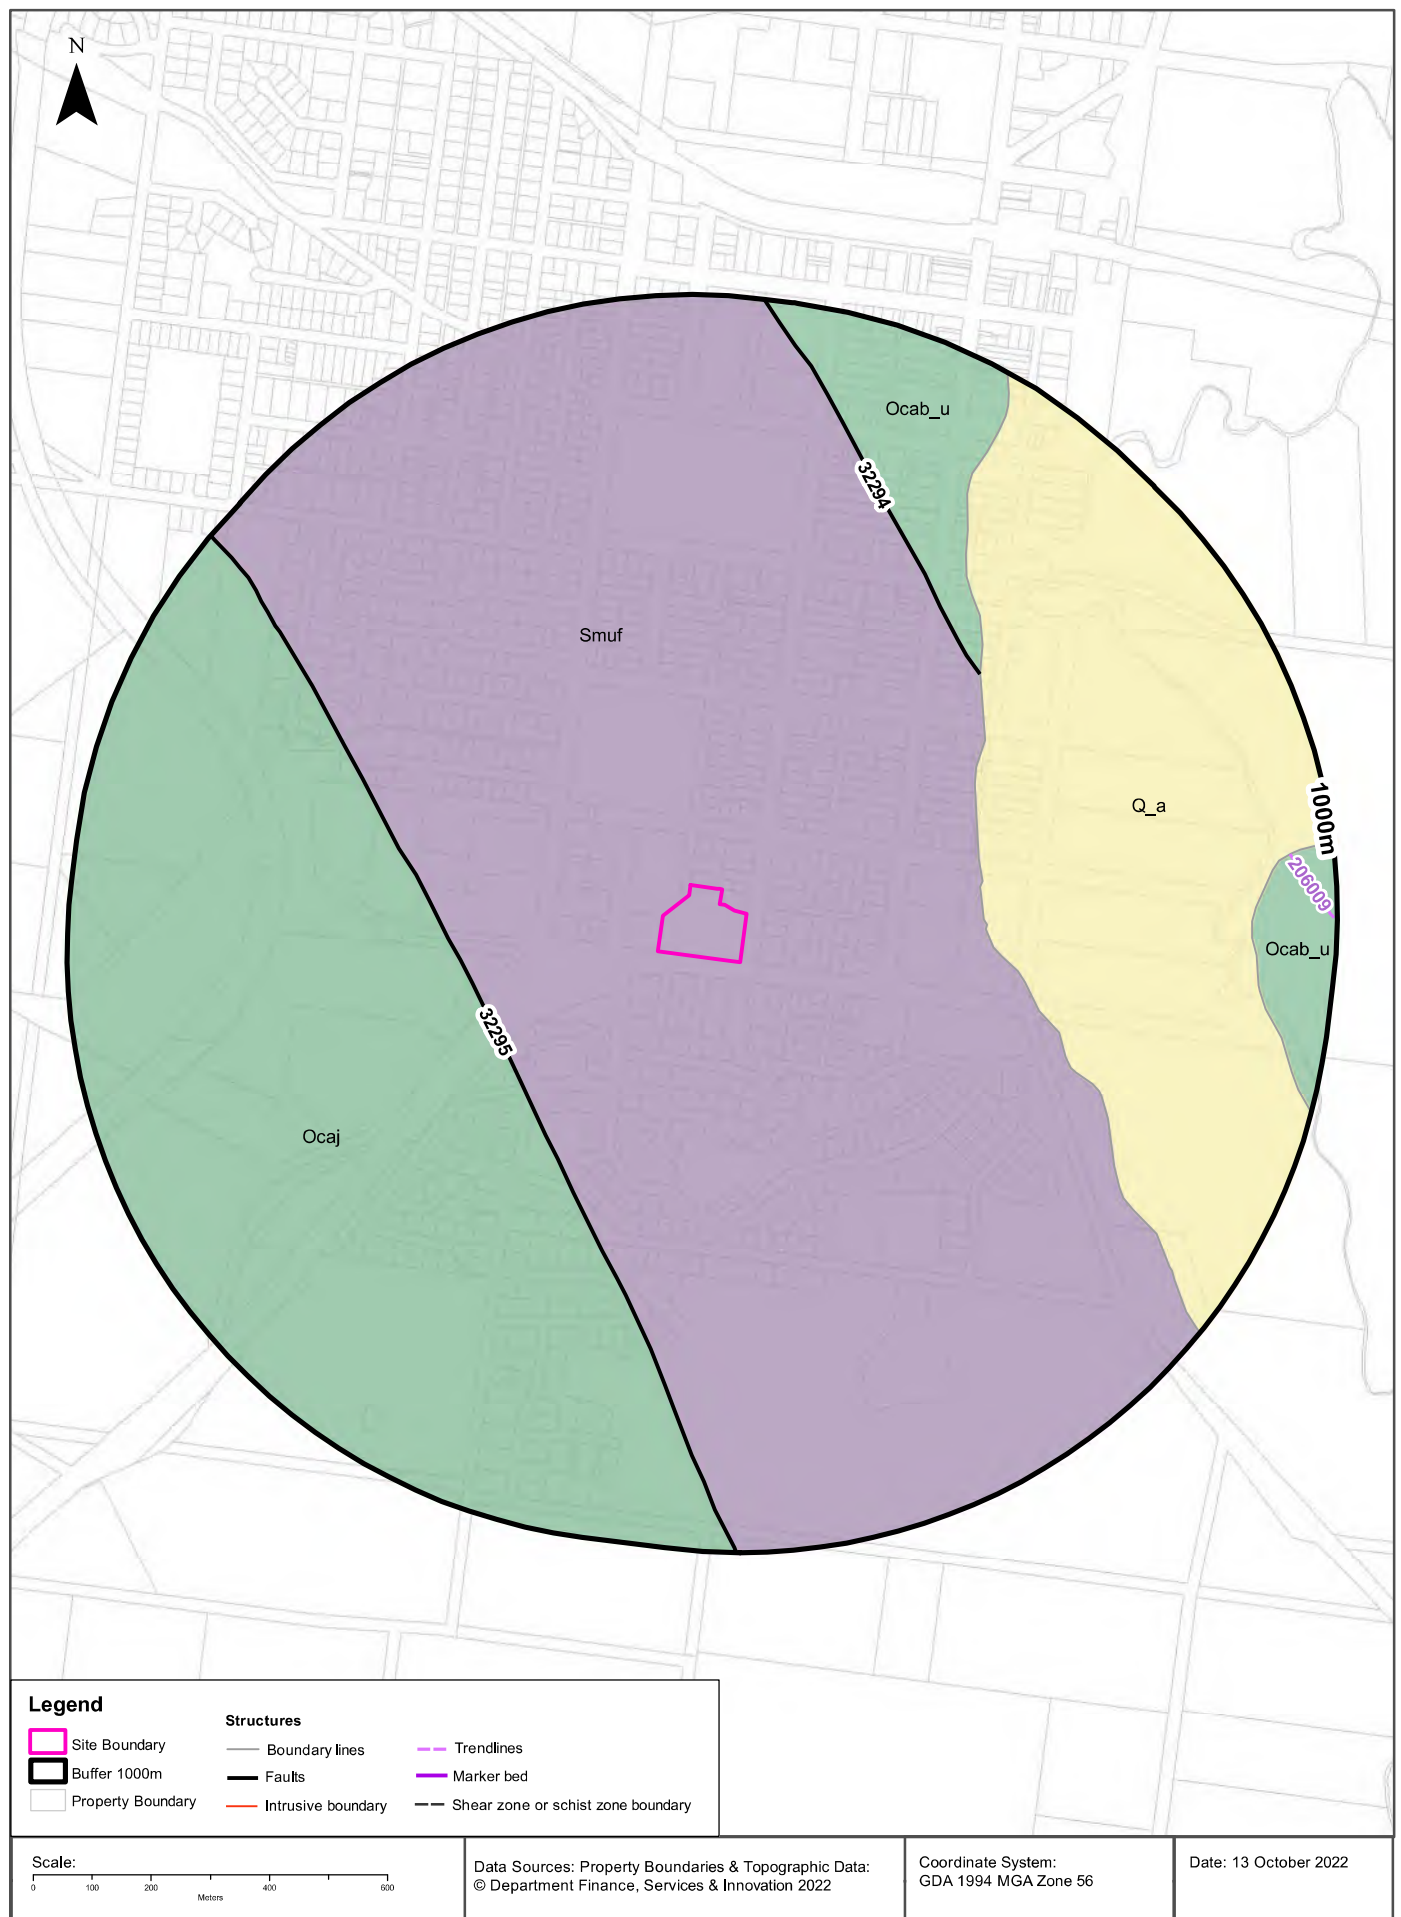 N
Ocab_u
32294
Smuf
Q_a
1000m
206009
Ocab_u
32295
Ocaj
Legend
Site Boundary
Buffer 1000m
Property Boundary
Structures
Boundary lines
Faults
Intrusive boundary
Trendlines
Marker bed
Shear zone or schist zone boundary
Scale:
0 100 200 400 600
Meters
Data Sources: Property Boundaries & Topographic Data:
© Department Finance, Services & Innovation 2022
Coordinate System:
GDA 1994 MGA Zone 56
Date: 13 October 2022